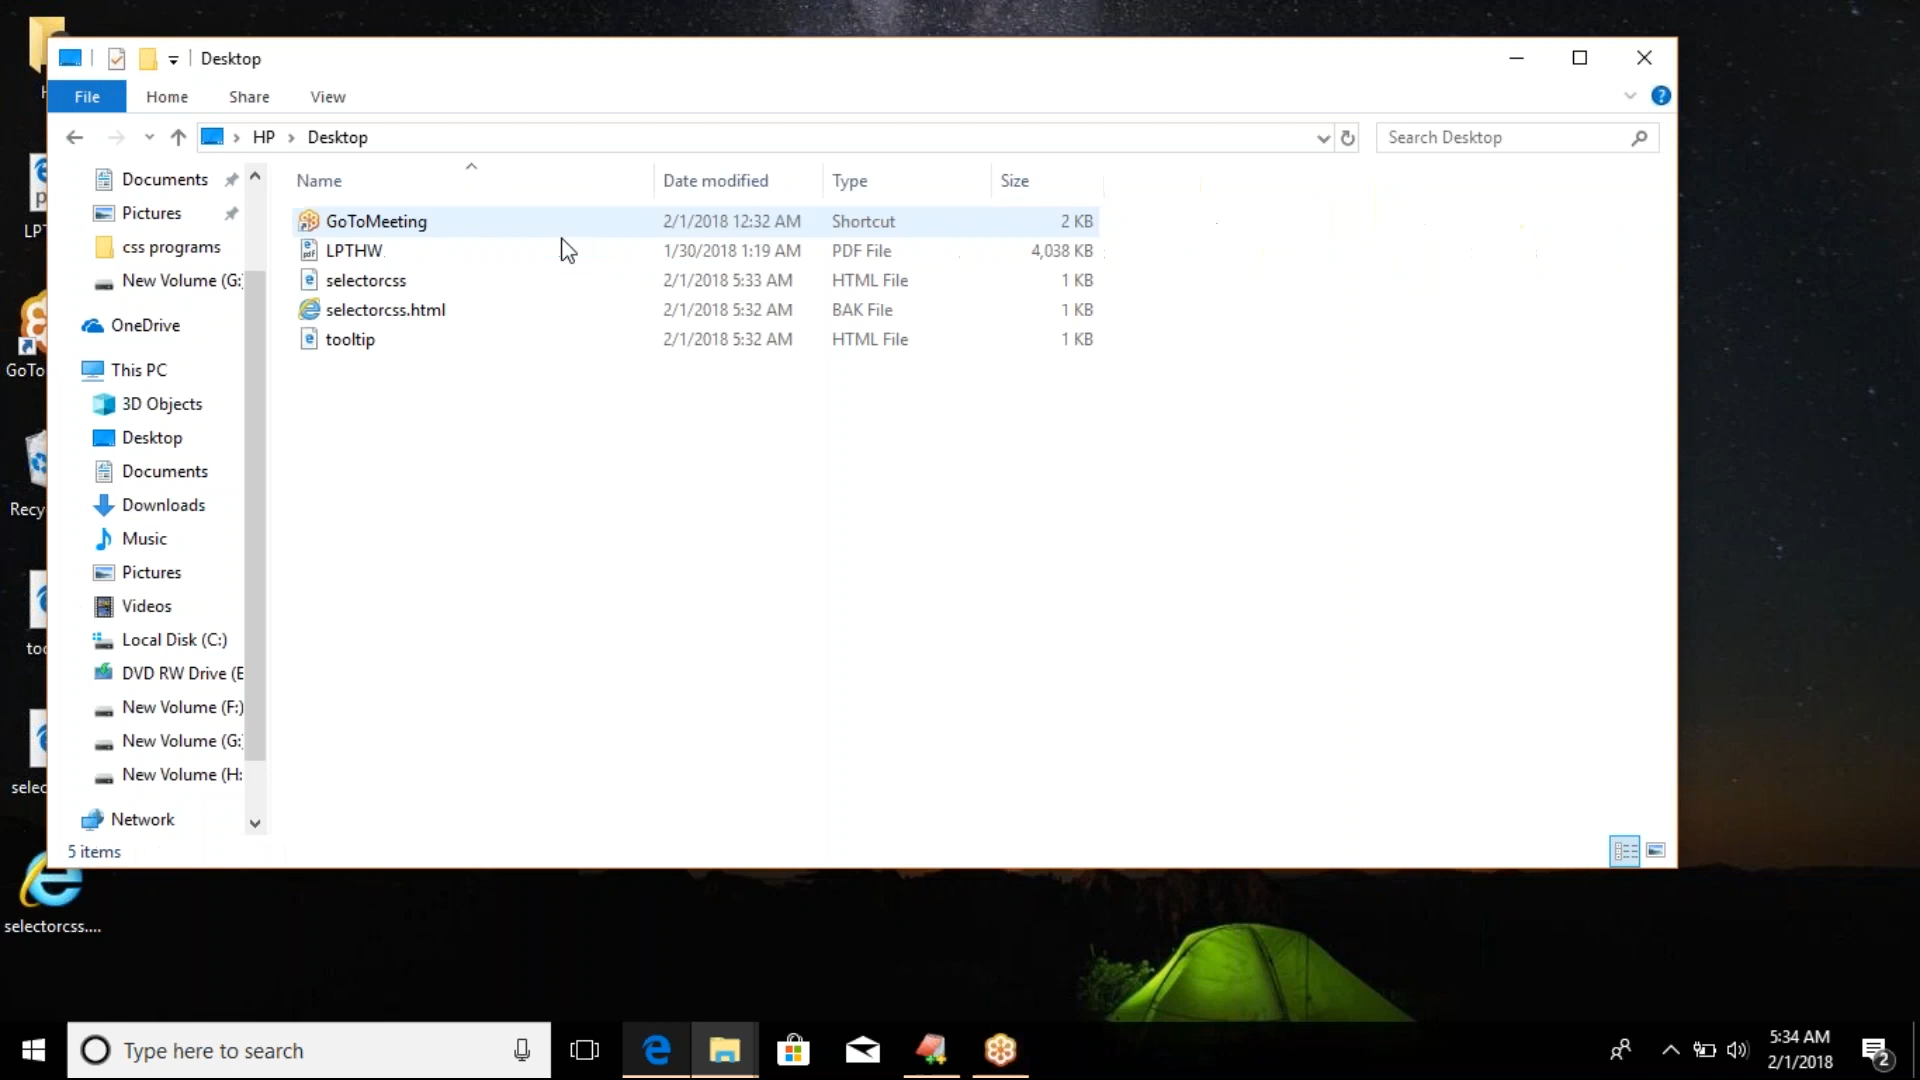 Desktop
File Home Share View
HP Desktop
Search Desktop
Name Date modified Type Size
GoToMeeting 2/1/2018 12:32 AM Shortcut 2 KB
LPTHW 1/30/2018 1:19 AM PDF File 4,038 KB
selectorcss 2/1/2018 5:33 AM HTML File 1 KB
selectorcss.html 2/1/2018 5:32 AM BAK File 1 KB
tooltip 2/1/2018 5:32 AM HTML File 1 KB
Documents
Pictures
css programs
New Volume (G:
OneDrive
This PC
3D Objects
Desktop
Documents
Downloads
Music
Pictures
Videos
Local Disk (C:)
DVD RW Drive (E
New Volume (F:)
New Volume (G:
New Volume (H:
Network
5 items
LPT
GoTo
Recy
too
selec
selectorcss....
Type here to search
5:34 AM
2/1/2018
2